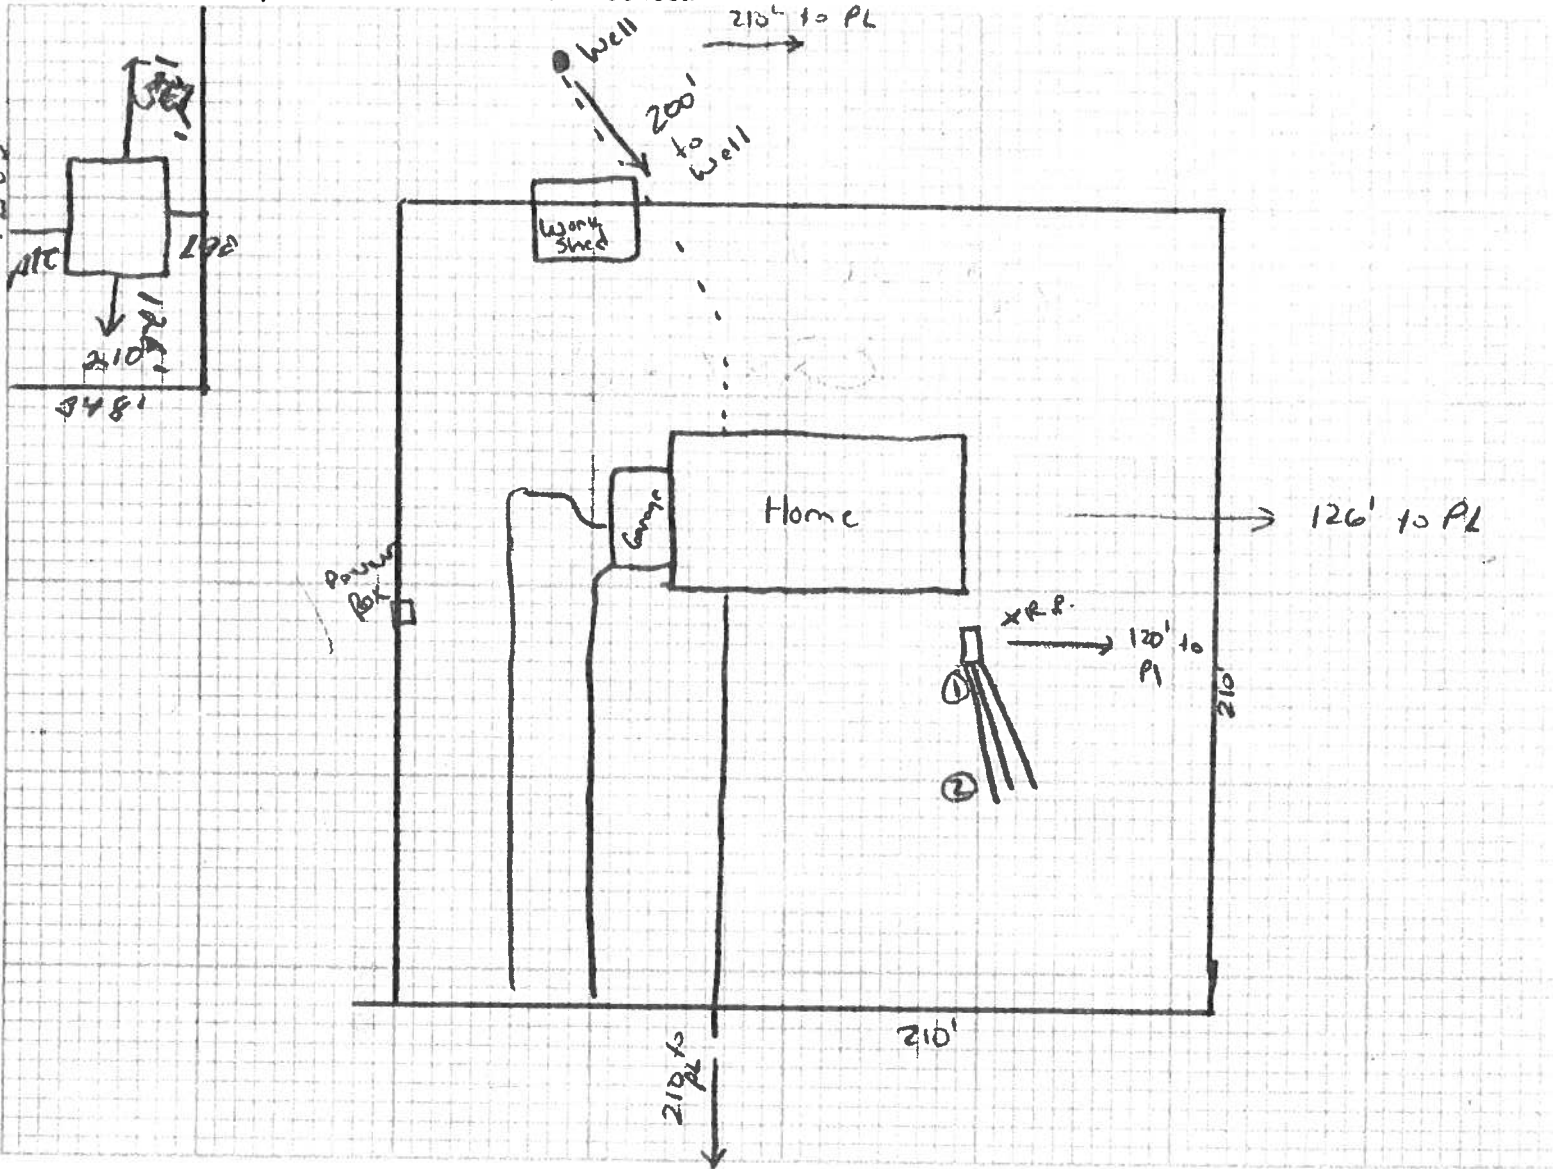 210' to PL
Well
200'
to
Well
Work
Shed
210
348'
Garage
Home
126' to PL
Power
Box
x R.P.
120' to
Pl
1
2
210'
210'
210 to
PL